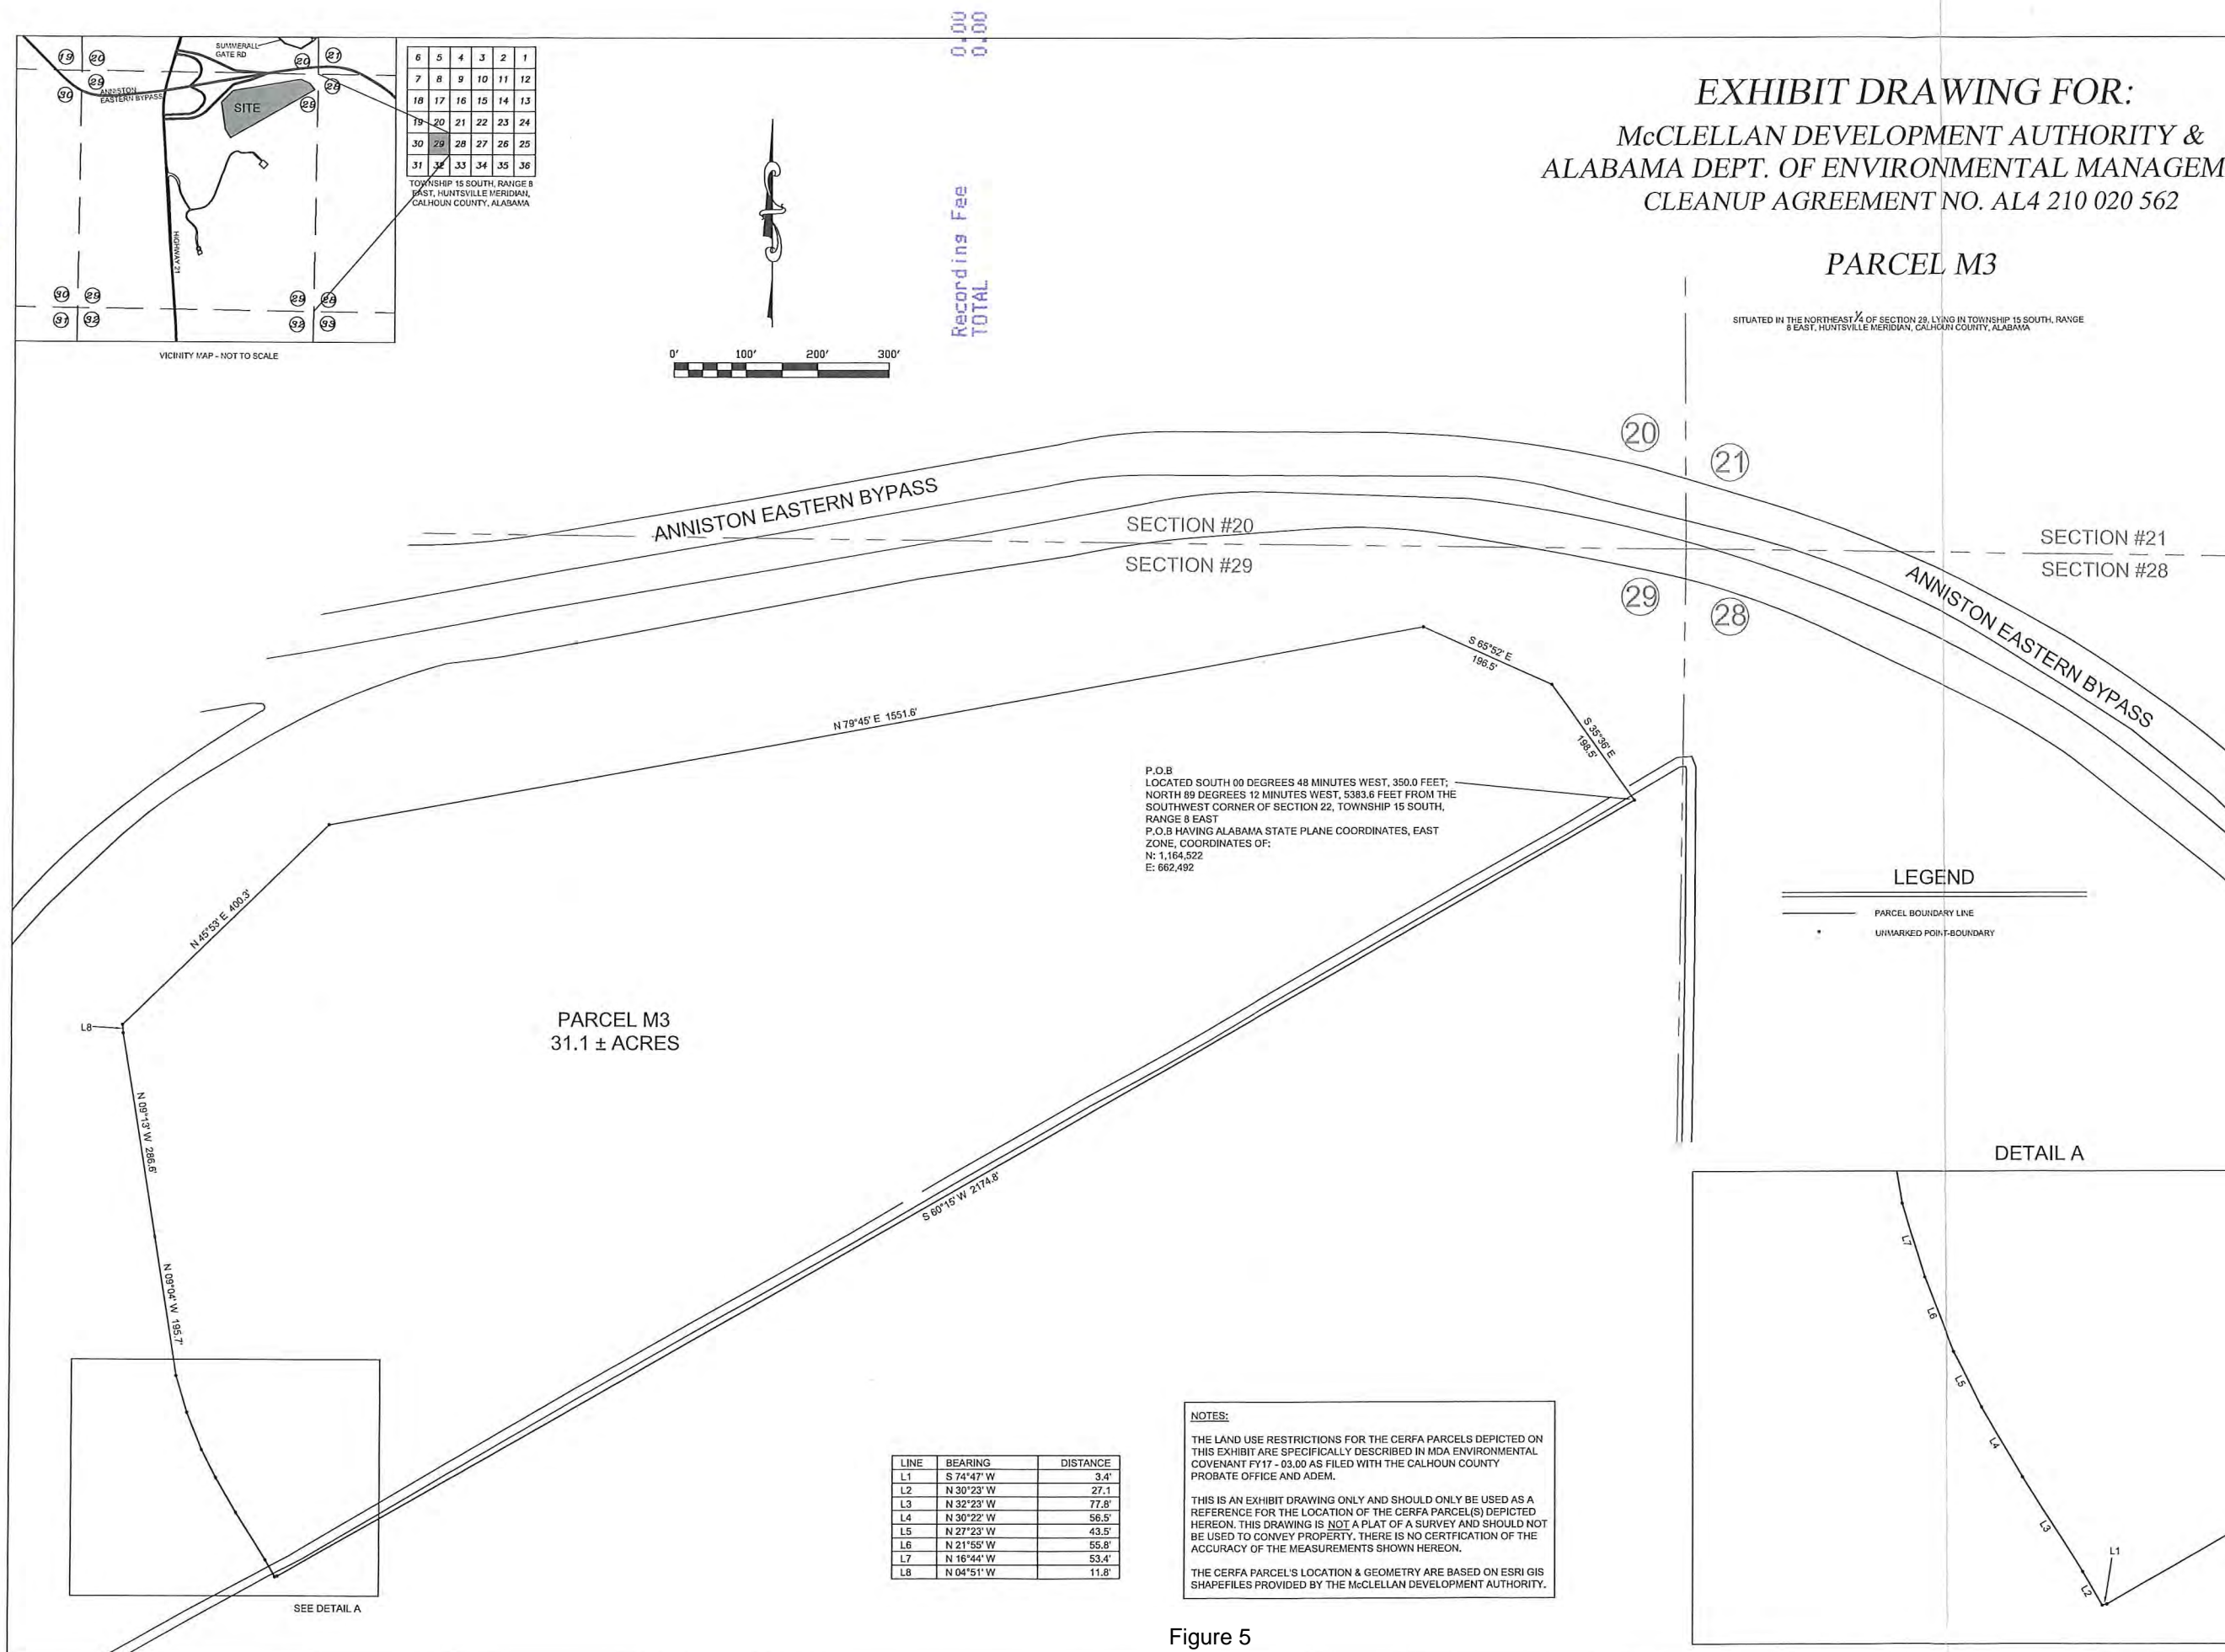 0.00
0.00
Recording Fee
TOTAL
19 20
30 29
SUMMERALL
GATE RD
20 21
29 28
ANNISTON
EASTERN BYPASS
SITE
HIGHWAY 21
30 29
31 32
29 28
32 33
VICINITY MAP - NOT TO SCALE
6 5 4 3 2 1
7 8 9 10 11 12
18 17 16 15 14 13
19 20 21 22 23 24
30 29 28 27 26 25
31 32 33 34 35 36
TOWNSHIP 15 SOUTH, RANGE 8
EAST, HUNTSVILLE MERIDIAN,
CALHOUN COUNTY, ALABAMA
0' 100' 200' 300'
EXHIBIT DRAWING FOR:
McCLELLAN DEVELOPMENT AUTHORITY &
ALABAMA DEPT. OF ENVIRONMENTAL MANAGEM
CLEANUP AGREEMENT NO. AL4 210 020 562
PARCEL M3
SITUATED IN THE NORTHEAST ¼ OF SECTION 29, LYING IN TOWNSHIP 15 SOUTH, RANGE
8 EAST, HUNTSVILLE MERIDIAN, CALHOUN COUNTY, ALABAMA
20
21
ANNISTON EASTERN BYPASS
SECTION #20
SECTION #29
SECTION #21
SECTION #28
29
28
ANNISTON EASTERN BYPASS
S 65°52' E
196.5'
S 35°36' E
198.5'
N 79°45' E 1551.6'
P.O.B
LOCATED SOUTH 00 DEGREES 48 MINUTES WEST, 350.0 FEET;
NORTH 89 DEGREES 12 MINUTES WEST, 5383.6 FEET FROM THE
SOUTHWEST CORNER OF SECTION 22, TOWNSHIP 15 SOUTH,
RANGE 8 EAST
P.O.B HAVING ALABAMA STATE PLANE COORDINATES, EAST
ZONE, COORDINATES OF:
N: 1,164,522
E: 662,492
LEGEND
PARCEL BOUNDARY LINE
UNMARKED POINT-BOUNDARY
N 45°53' E 400.3'
L8
PARCEL M3
31.1 ± ACRES
N 09°13' W 286.6'
N 09°04' W 195.7'
S 60°15' W 2174.8'
SEE DETAIL A
LINE BEARING DISTANCE
L1 S 74°47' W 3.4'
L2 N 30°23' W 27.1
L3 N 32°23' W 77.8'
L4 N 30°22' W 56.5'
L5 N 27°23' W 43.5'
L6 N 21°55' W 55.8'
L7 N 16°44' W 53.4'
L8 N 04°51' W 11.8'
NOTES:
THE LAND USE RESTRICTIONS FOR THE CERFA PARCELS DEPICTED ON
THIS EXHIBIT ARE SPECIFICALLY DESCRIBED IN MDA ENVIRONMENTAL
COVENANT FY17 - 03.00 AS FILED WITH THE CALHOUN COUNTY
PROBATE OFFICE AND ADEM.
THIS IS AN EXHIBIT DRAWING ONLY AND SHOULD ONLY BE USED AS A
REFERENCE FOR THE LOCATION OF THE CERFA PARCEL(S) DEPICTED
HEREON. THIS DRAWING IS NOT A PLAT OF A SURVEY AND SHOULD NOT
BE USED TO CONVEY PROPERTY. THERE IS NO CERTFICATION OF THE
ACCURACY OF THE MEASUREMENTS SHOWN HEREON.
THE CERFA PARCEL'S LOCATION & GEOMETRY ARE BASED ON ESRI GIS
SHAPEFILES PROVIDED BY THE McCLELLAN DEVELOPMENT AUTHORITY.
DETAIL A
L7
L6
L5
L4
L3
L1
L2
Figure 5